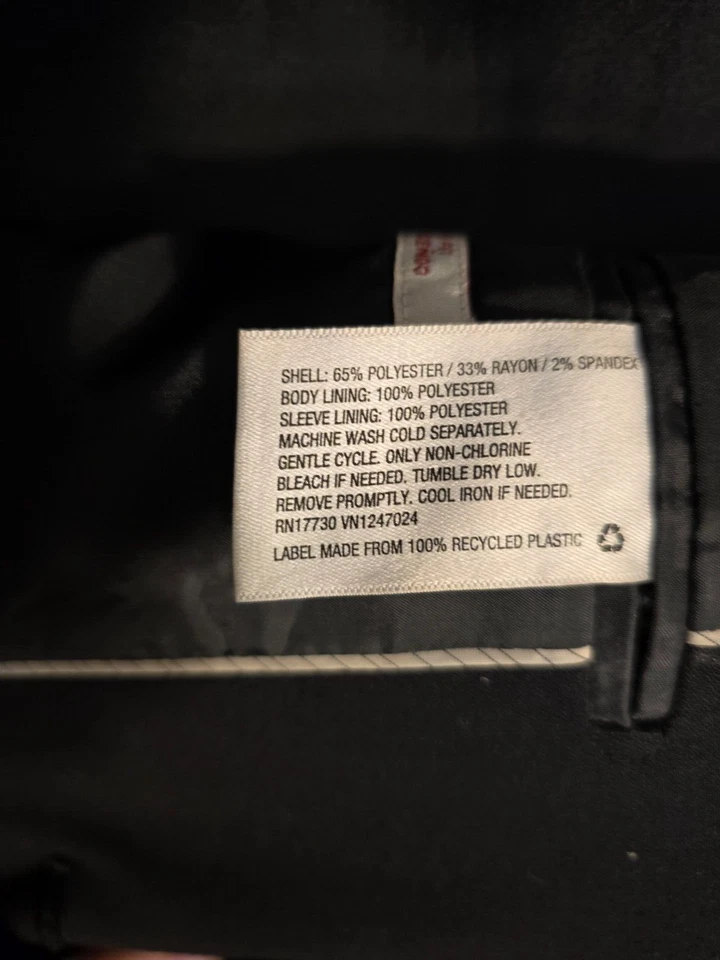 SHELL: 65% POLYESTER / 33% RAYON / 2% SPANDEX
BODY LINING: 100% POLYESTER
SLEEVE LINING: 100% POLYESTER
MACHINE WASH COLD SEPARATELY.
GENTLE CYCLE. ONLY NON-CHLORINE
BLEACH IF NEEDED. TUMBLE DRY LOW.
REMOVE PROMPTLY. COOL IRON IF NEEDED.
RN17730 VN1247024
LABEL MADE FROM 100% RECYCLED PLASTIC